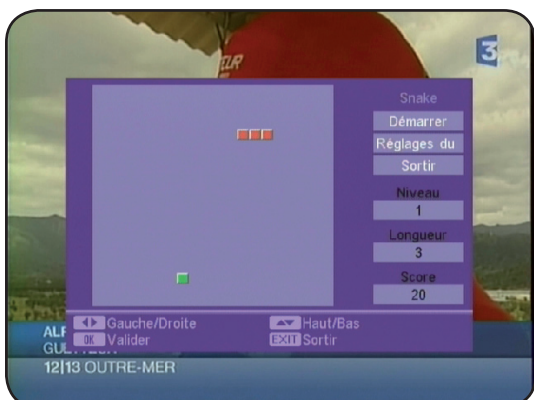 3
Snake
Démarrer
Réglages du
Sortir
Niveau
1
Longueur
3
Score
20
Gauche/Droite
Haut/Bas
OK Valider
EXIT Sortir
12|13 OUTRE-MER